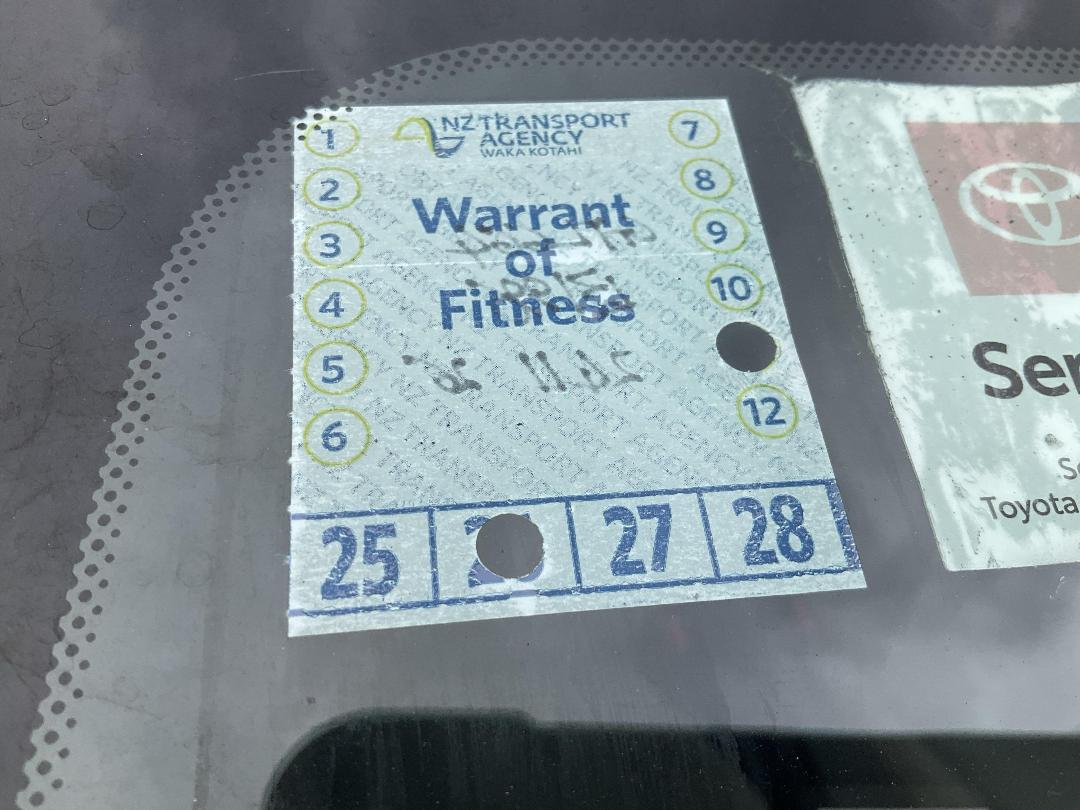 NZ TRANSPORT
AGENCY
WAKA KOTAHI
Warrant
of
Fitness
1
2
3
4
5
6
7
8
9
10
12
25
27
28
Ser
Toyota